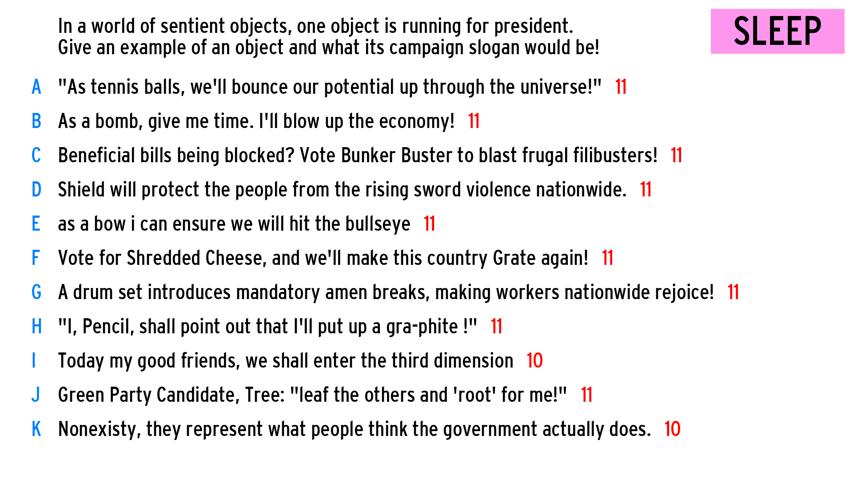 In a world of sentient objects, one object is running for president.
Give an example of an object and what its campaign slogan would be!
SLEEP
A "As tennis balls, we'll bounce our potential up through the universe!" 11
B As a bomb, give me time. I'll blow up the economy! 11
C Beneficial bills being blocked? Vote Bunker Buster to blast frugal filibusters! 11
D Shield will protect the people from the rising sword violence nationwide. 11
E as a bow i can ensure we will hit the bullseye 11
F Vote for Shredded Cheese, and we'll make this country Grate again! 11
G A drum set introduces mandatory amen breaks, making workers nationwide rejoice! 11
H "I, Pencil, shall point out that I'll put up a gra-phite !" 11
I Today my good friends, we shall enter the third dimension 10
J Green Party Candidate, Tree: "leaf the others and 'root' for me!" 11
K Nonexisty, they represent what people think the government actually does. 10